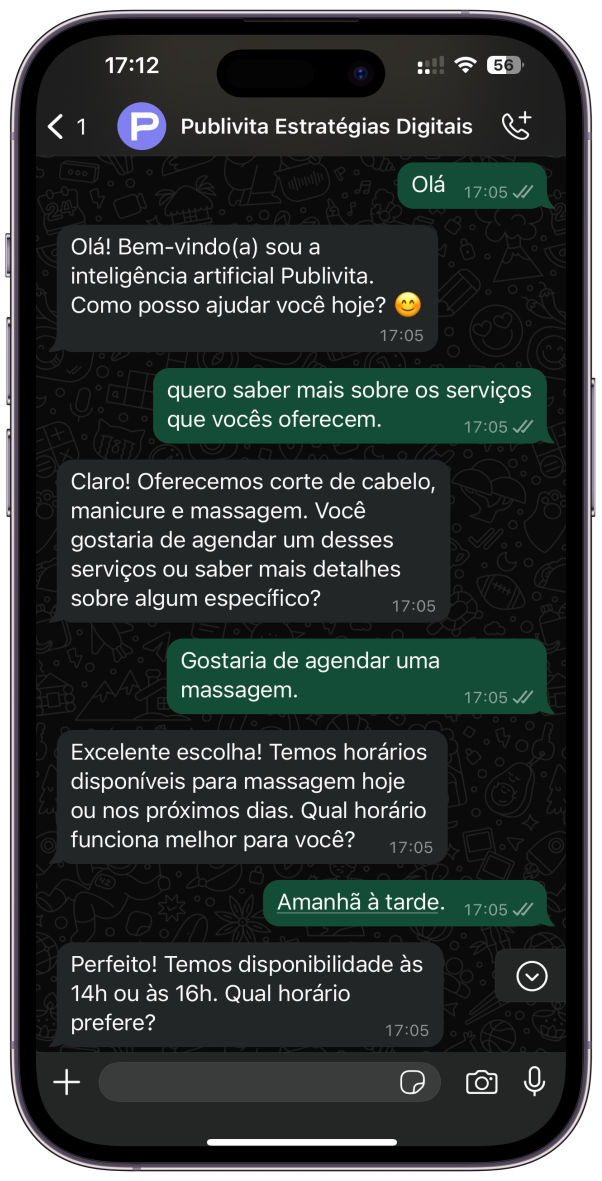 17:12
56
1
P
Publivita Estratégias Digitais
Olá
17:05
Olá! Bem-vindo(a) sou a
inteligência artificial Publivita.
Como posso ajudar você hoje? 😊
17:05
quero saber mais sobre os serviços
que vocês oferecem.
17:05
Claro! Oferecemos corte de cabelo,
manicure e massagem. Você
gostaria de agendar um desses
serviços ou saber mais detalhes
sobre algum específico?
17:05
Gostaria de agendar uma
massagem.
17:05
Excelente escolha! Temos horários
disponíveis para massagem hoje
ou nos próximos dias. Qual horário
funciona melhor para você?
17:05
Amanhã à tarde.
17:05
Perfeito! Temos disponibilidade às
14h ou às 16h. Qual horário
prefere?
17:05